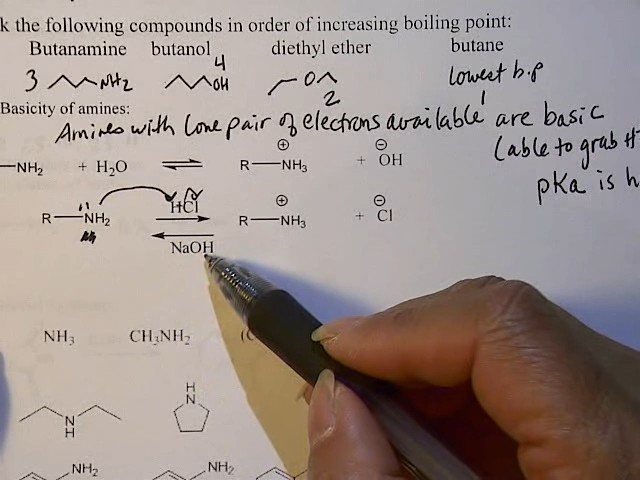 k the following compounds in order of increasing boiling point:
Butanamine butanol diethyl ether butane
3 NH2 4 OH O 2 lowest b.p 1
Basicity of amines:
Amines with lone pair of electrons available are basic
(able to grab H
NH2 + H2O R NH3 ⊕ + OH ⊖
pKa is h
R NH2 HCl R NH3 ⊕ + Cl ⊖
NaOH
NH3 CH3NH2 (C
H
N
N
H
NH2 NH2